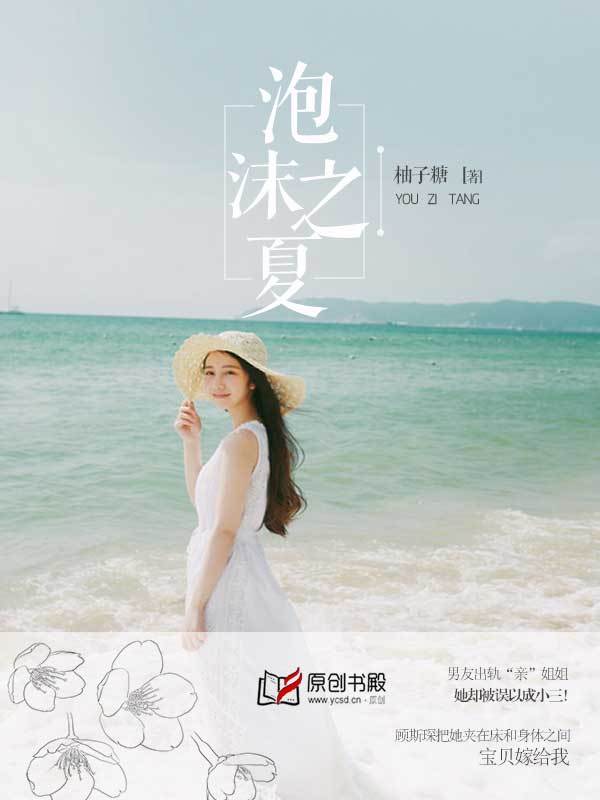 泡沫之夏
柚子糖 [著]
YOU ZI TANG
原创书殿
www.ycsd.cn · 原创
男友出轨“亲”姐姐
她却被误以成小三!
顾斯琛把她夹在床和身体之间
宝贝嫁给我